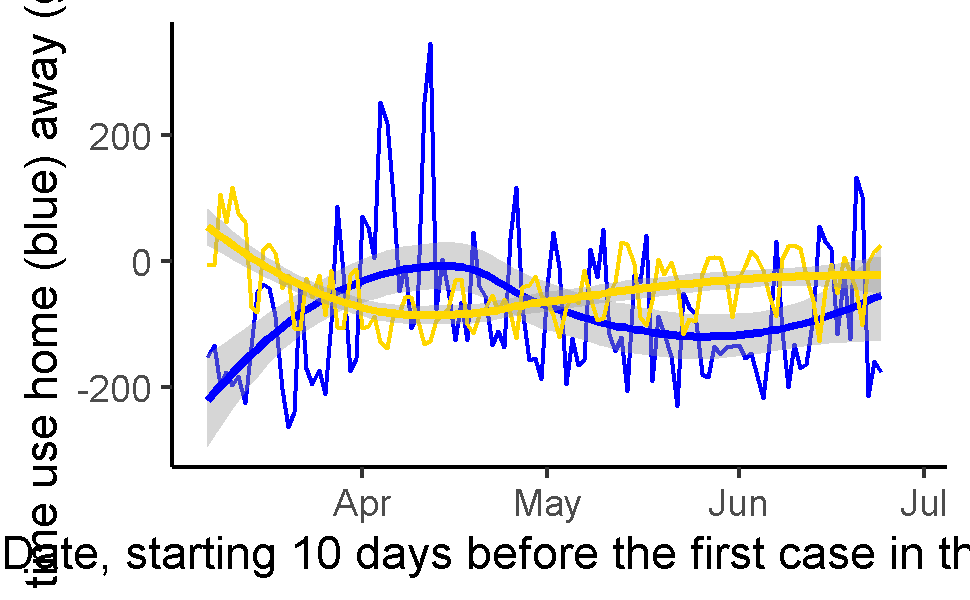 time use home (blue) away (
200
0
-200
Apr May Jun Jul
Date, starting 10 days before the first case in th